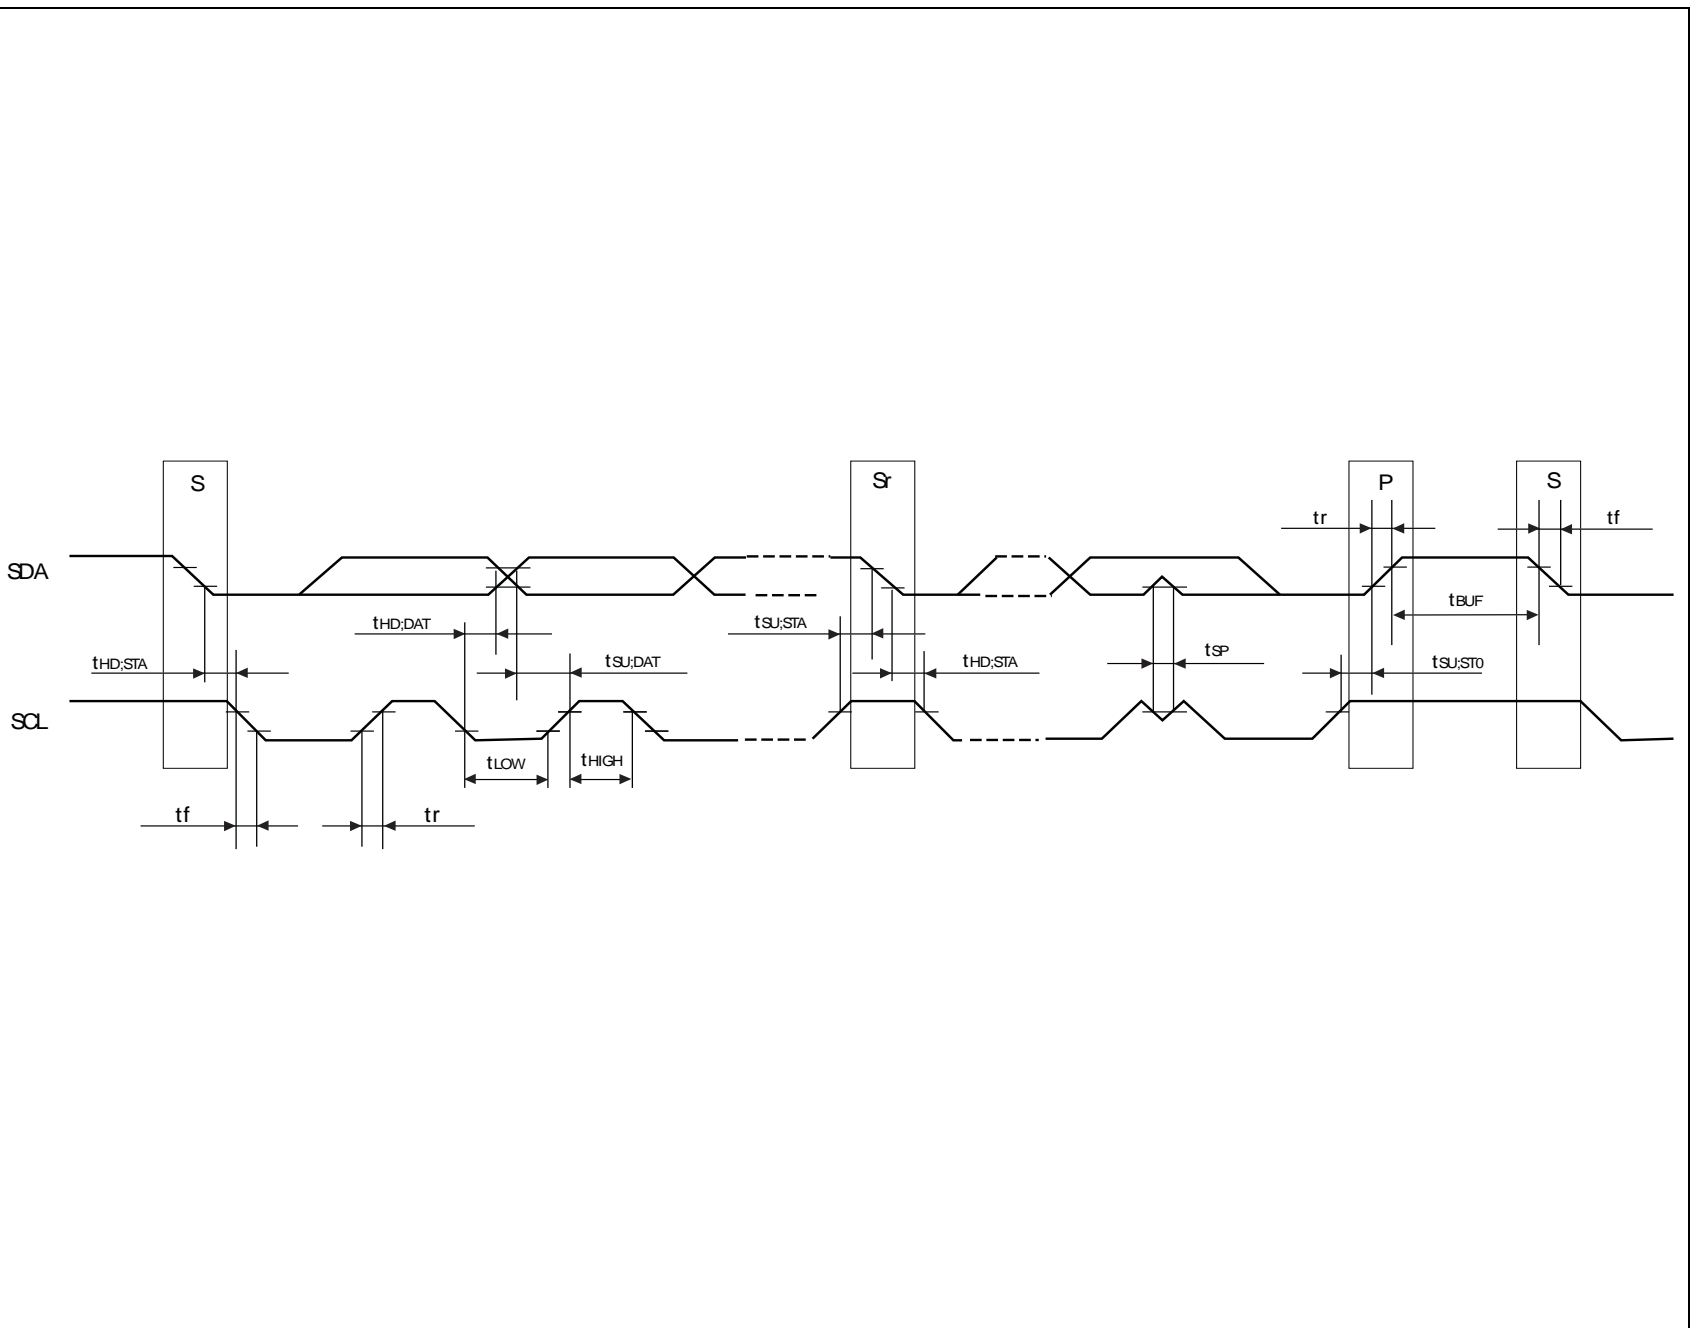 S Sr P S
tr tf
SDA
tBUF
tHD;DAT tSU;STA
tSP
tHD;STA tSU;DAT tHD;STA tSU;ST0
SCL
tLOW tHIGH
tf tr